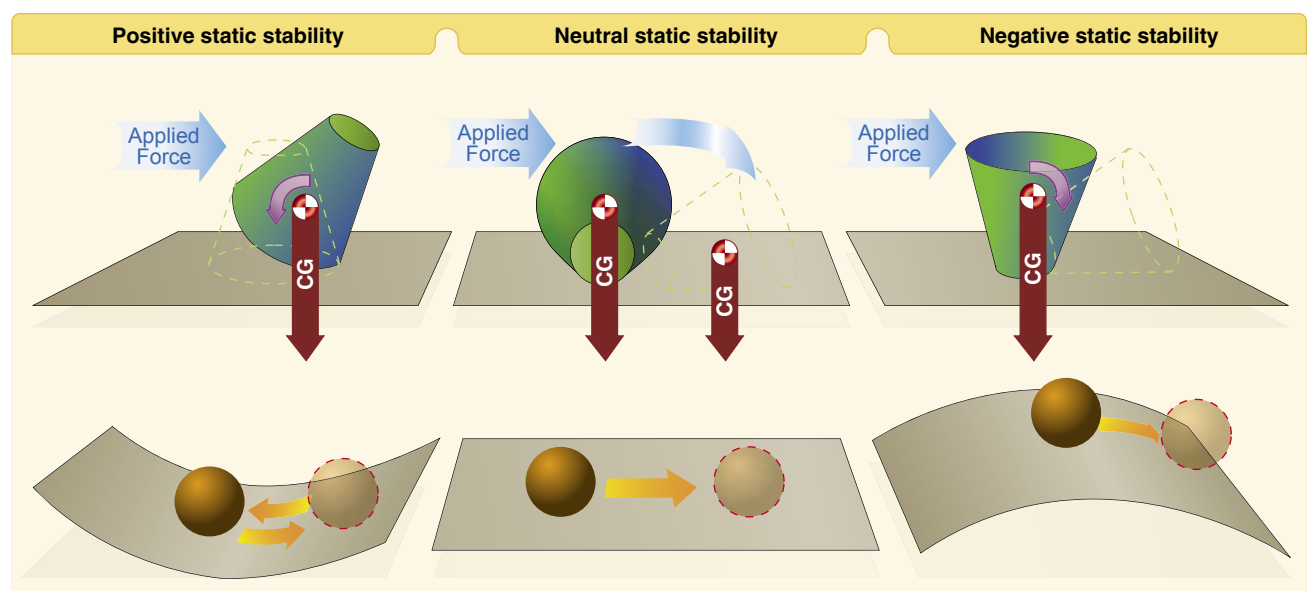 Positive static stability
Neutral static stability
Negative static stability
Applied
Force
Applied
Force
Applied
Force
CG
CG
CG
CG